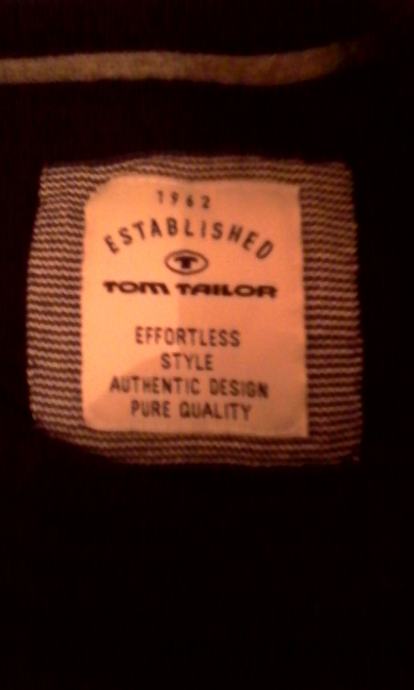 1962
ESTABLISHED
T
TOM TAILOR
EFFORTLESS
STYLE
AUTHENTIC DESIGN
PURE QUALITY